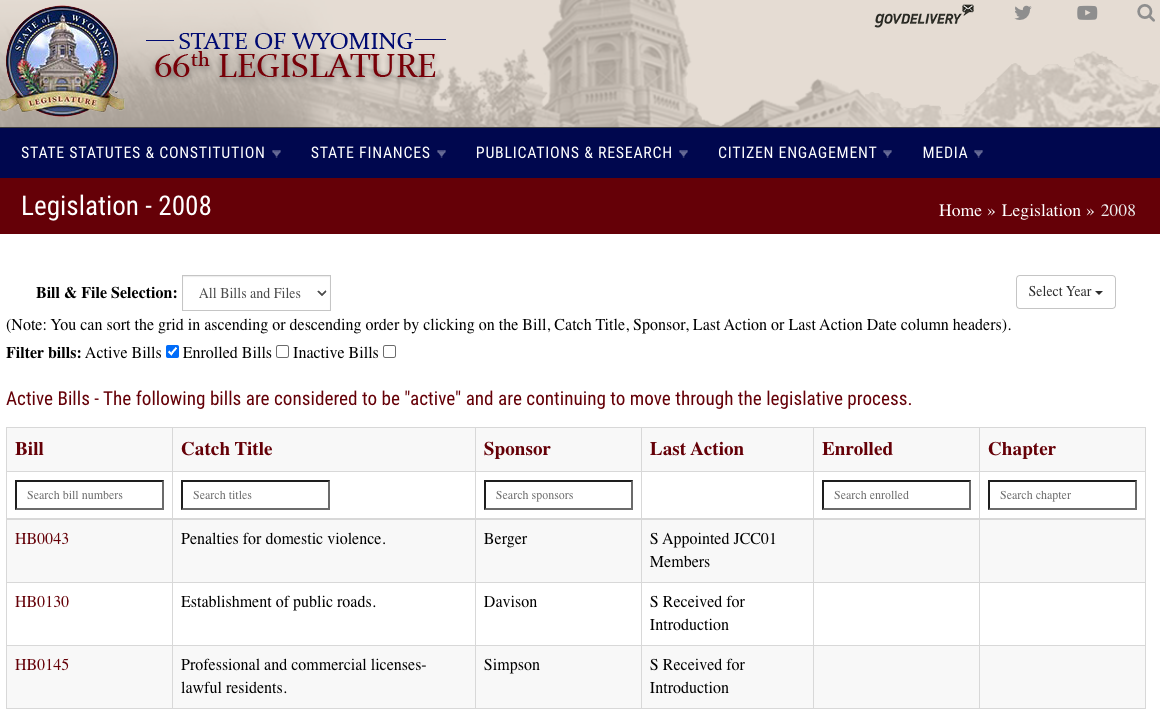 STATE of WYOMING
LEGISLATURE
STATE OF WYOMING
66th LEGISLATURE
GOVDELIVERY
STATE STATUTES & CONSTITUTION STATE FINANCES PUBLICATIONS & RESEARCH CITIZEN ENGAGEMENT MEDIA
Legislation - 2008
Home » Legislation » 2008
Bill & File Selection: All Bills and Files
Select Year
(Note: You can sort the grid in ascending or descending order by clicking on the Bill, Catch Title, Sponsor, Last Action or Last Action Date column headers).
Filter bills: Active Bills Enrolled Bills Inactive Bills
Active Bills - The following bills are considered to be "active" and are continuing to move through the legislative process.
Bill Catch Title Sponsor Last Action Enrolled Chapter
Search bill numbers Search titles Search sponsors Search enrolled Search chapter
HB0043 Penalties for domestic violence. Berger S Appointed JCC01
Members
HB0130 Establishment of public roads. Davison S Received for
Introduction
HB0145 Professional and commercial licenses- Simpson S Received for
lawful residents. Introduction